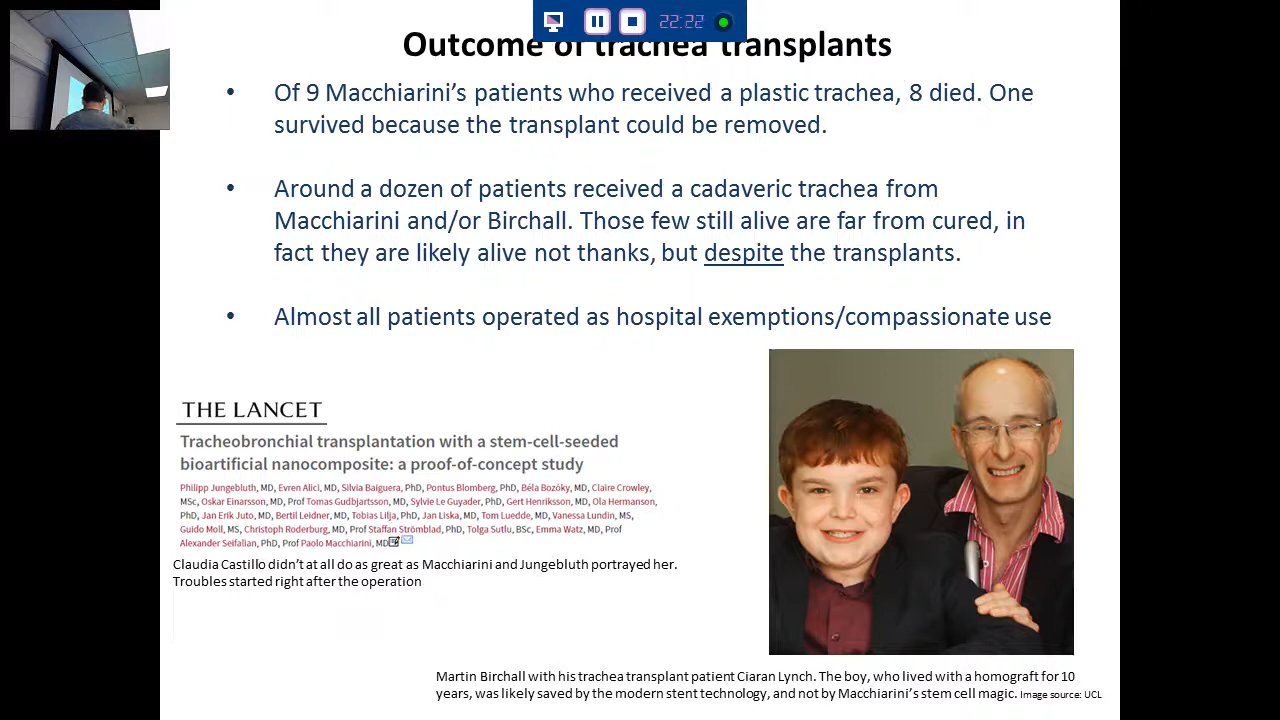 22:22
Outcome of trachea transplants
• Of 9 Macchiarini’s patients who received a plastic trachea, 8 died. One
survived because the transplant could be removed.
• Around a dozen of patients received a cadaveric trachea from
Macchiarini and/or Birchall. Those few still alive are far from cured, in
fact they are likely alive not thanks, but despite the transplants.
• Almost all patients operated as hospital exemptions/compassionate use
THE LANCET
Tracheobronchial transplantation with a stem-cell-seeded
bioartificial nanocomposite: a proof-of-concept study
Philipp Jungebluth, MD, Evren Alici, MD, Silvia Baiguera, PhD, Pontus Blomberg, PhD, Béla Bozóky, MD, Claire Crowley,
MSc, Oskar Einarsson, MD, Prof Tomas Gudbjartsson, MD, Sylvie Le Guyader, PhD, Gert Henriksson, MD, Ola Hermanson,
PhD, Jan Erik Juto, MD, Bertil Leidner, MD, Tobias Lilja, PhD, Jan Liska, MD, Tom Luedde, MD, Vanessa Lundin, MS,
Guido Moll, MS, Christoph Roderburg, MD, Prof Staffan Strömblad, PhD, Tolga Sutlu, BSc, Emma Watz, MD, Prof
Alexander Seifalian, PhD, Prof Paolo Macchiarini, MD
Claudia Castillo didn’t at all do as great as Macchiarini and Jungebluth portrayed her.
Troubles started right after the operation
Martin Birchall with his trachea transplant patient Ciaran Lynch. The boy, who lived with a homograft for 10
years, was likely saved by the modern stent technology, and not by Macchiarini’s stem cell magic. Image source: UCL